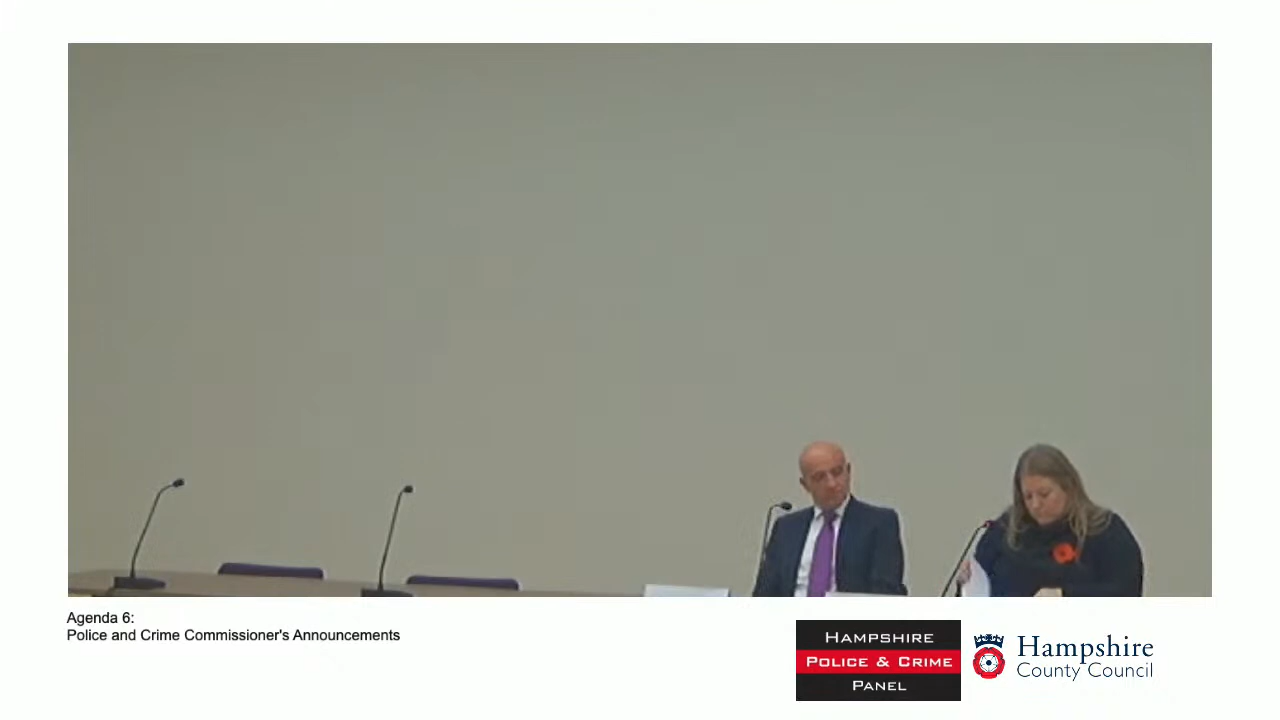 Agenda 6:
Police and Crime Commissioner's Announcements
HAMPSHIRE
POLICE & CRIME
PANEL
Hampshire
County Council